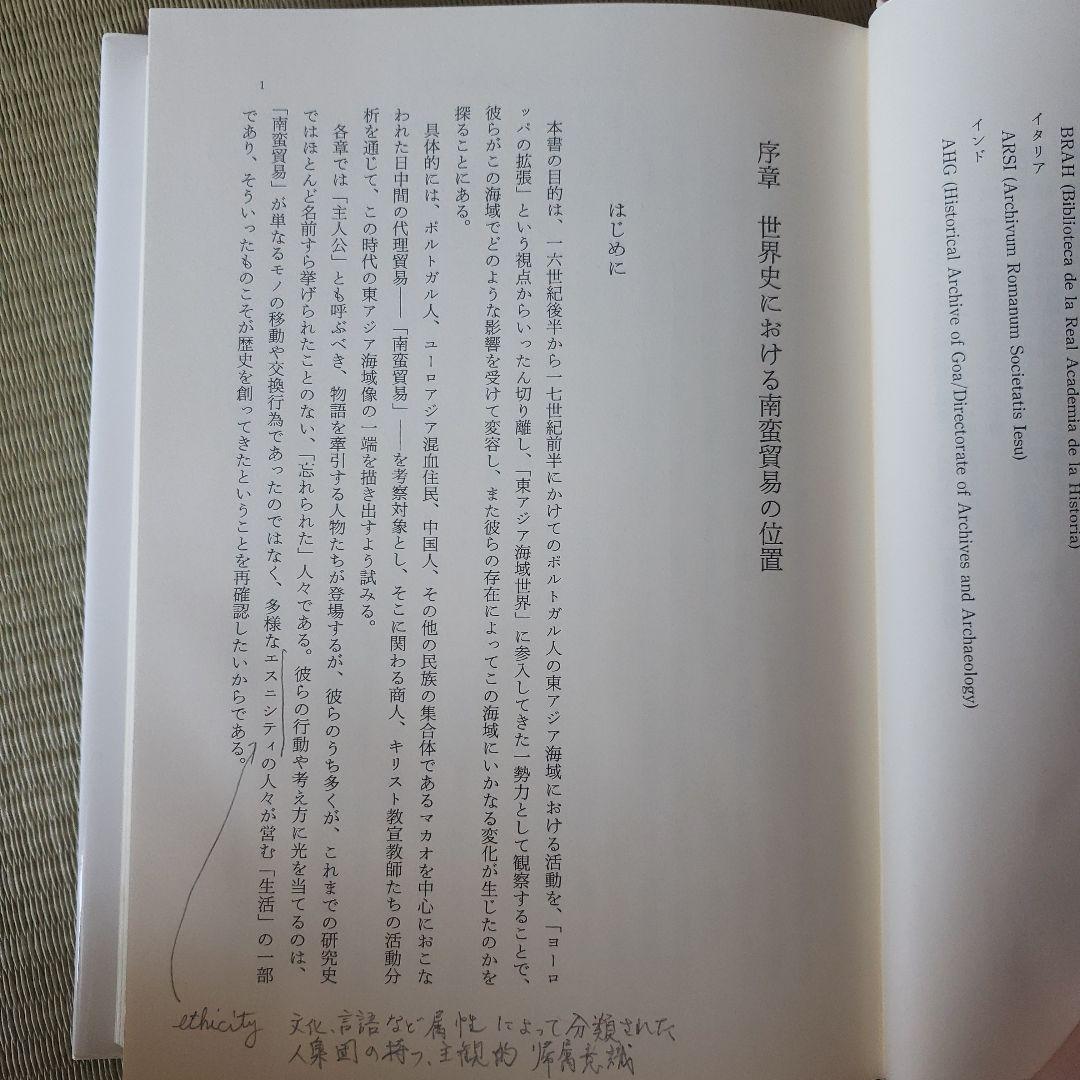 BRAH (Biblioteca de la Real Academia de la Historia)
イタリア
ARSI (Archivum Romanum Societatis Iesu)
インド
AHG (Historical Archive of Goa/Directorate of Archives and Archaeology)
序章　世界史における南蛮貿易の位置
はじめに
本書の目的は、一六世紀後半から一七世紀前半にかけてのポルトガル人の東アジア海域における活動を、「ヨーロ
ッパの拡張」という視点からいったん切り離し、「東アジア海域世界」に参入してきた一勢力として観察することで、
彼らがこの海域でどのような影響を受けて変容し、また彼らの存在によってこの海域にいかなる変化が生じたのかを
探ることにある。
具体的には、ポルトガル人、ユーロアジア混血住民、中国人、その他の民族の集合体であるマカオを中心におこな
われた日中間の代理貿易――「南蛮貿易」――を考察対象とし、そこに関わる商人、キリスト教宣教師たちの活動分
析を通じて、この時代の東アジア海域像の一端を描き出すよう試みる。
各章では「主人公」とも呼ぶべき、物語を牽引する人物たちが登場するが、彼らのうち多くが、これまでの研究史
ではほとんど名前すら挙げられたことのない、「忘れられた」人々である。彼らの行動や考え方に光を当てるのは、
「南蛮貿易」が単なるモノの移動や交換行為であったのではなく、多様なエスニシティの人々が営む「生活」の一部
であり、そういったものこそが歴史を創ってきたということを再確認したいからである。
1
ethicity　文化、言語など属性によって分類された
人集団の持つ、主観的帰属意識